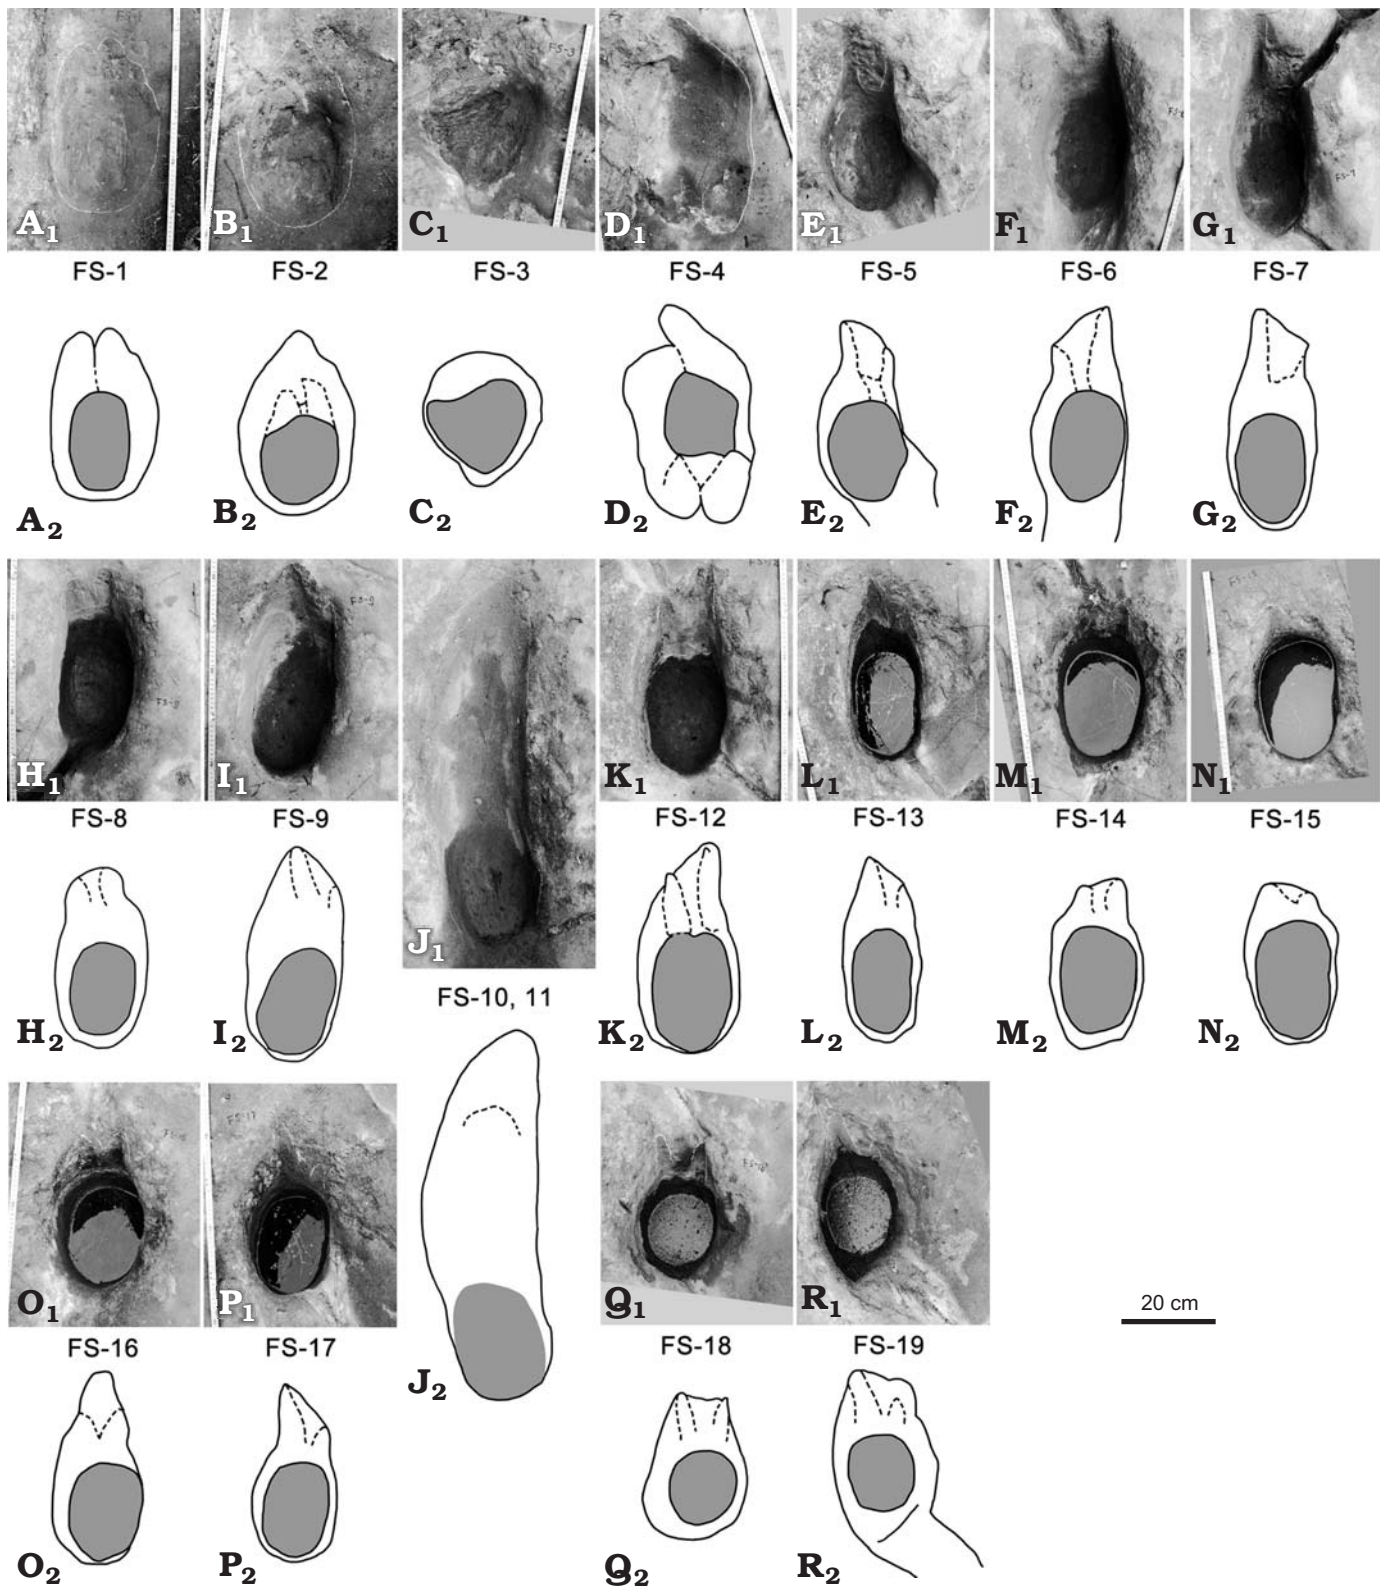 A1 B1 C1 D1 E1 F1 G1
FS-1 FS-2 FS-3 FS-4 FS-5 FS-6 FS-7
A2 B2 C2 D2 E2 F2 G2
H1 I1 J1 K1 L1 M1 N1
FS-8 FS-9 FS-12 FS-13 FS-14 FS-15
FS-10, 11
H2 I2 J2 K2 L2 M2 N2
O1 P1 Q1 R1
20 cm
FS-16 FS-17 FS-18 FS-19
O2 P2 Q2 R2